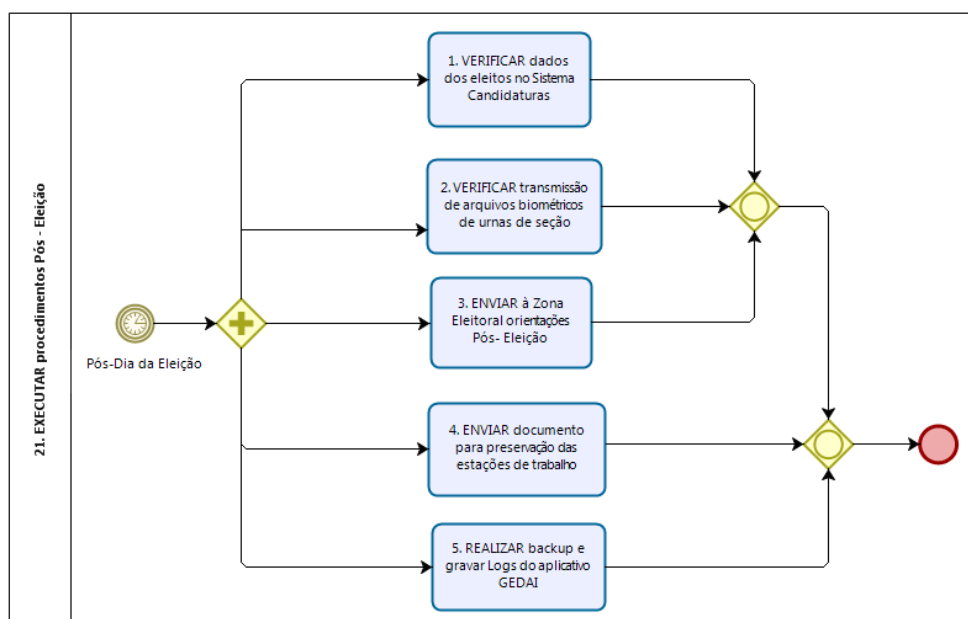 21. EXECUTAR procedimentos Pós - Eleição
Pós-Dia da Eleição
1. VERIFICAR dados
dos eleitos no Sistema
Candidaturas
2. VERIFICAR transmissão
de arquivos biométricos
de urnas de seção
3. ENVIAR à Zona
Eleitoral orientações
Pós- Eleição
4. ENVIAR documento
para preservação das
estações de trabalho
5. REALIZAR backup e
gravar Logs do aplicativo
GEDAI